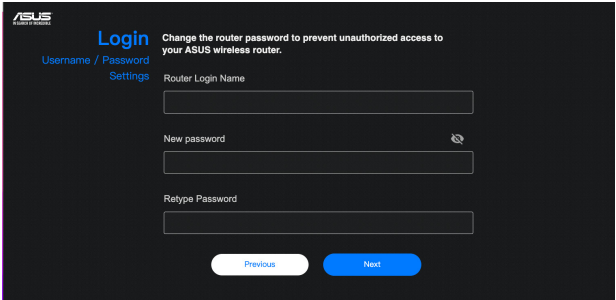 ASUS
IN SEARCH OF INCREDIBLE
Login
Username / Password
Settings
Change the router password to prevent unauthorized access to
your ASUS wireless router.
Router Login Name
New password
Retype Password
Previous
Next